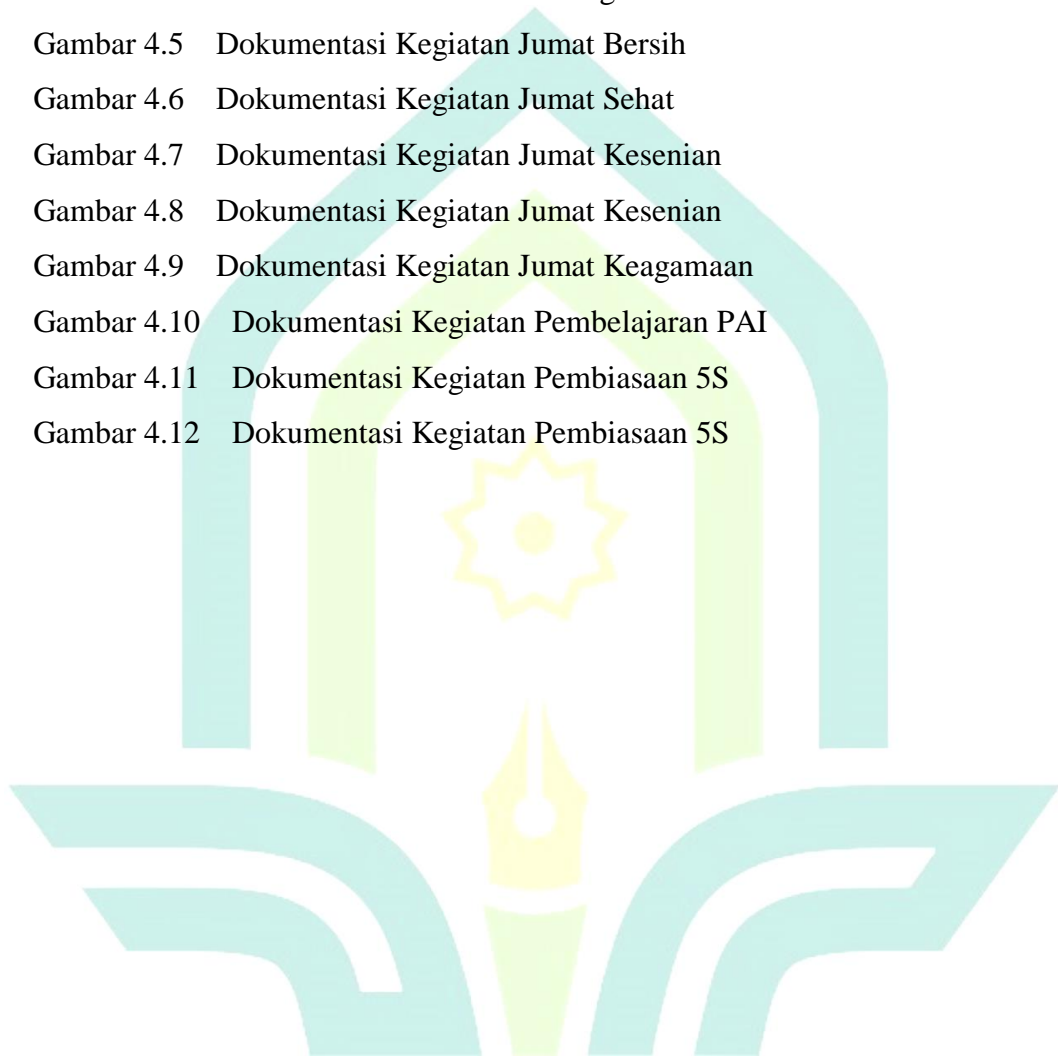 Gambar 4.5 Dokumentasi Kegiatan Jumat Bersih
Gambar 4.6 Dokumentasi Kegiatan Jumat Sehat
Gambar 4.7 Dokumentasi Kegiatan Jumat Kesenian
Gambar 4.8 Dokumentasi Kegiatan Jumat Kesenian
Gambar 4.9 Dokumentasi Kegiatan Jumat Keagamaan
Gambar 4.10 Dokumentasi Kegiatan Pembelajaran PAI
Gambar 4.11 Dokumentasi Kegiatan Pembiasaan 5S
Gambar 4.12 Dokumentasi Kegiatan Pembiasaan 5S